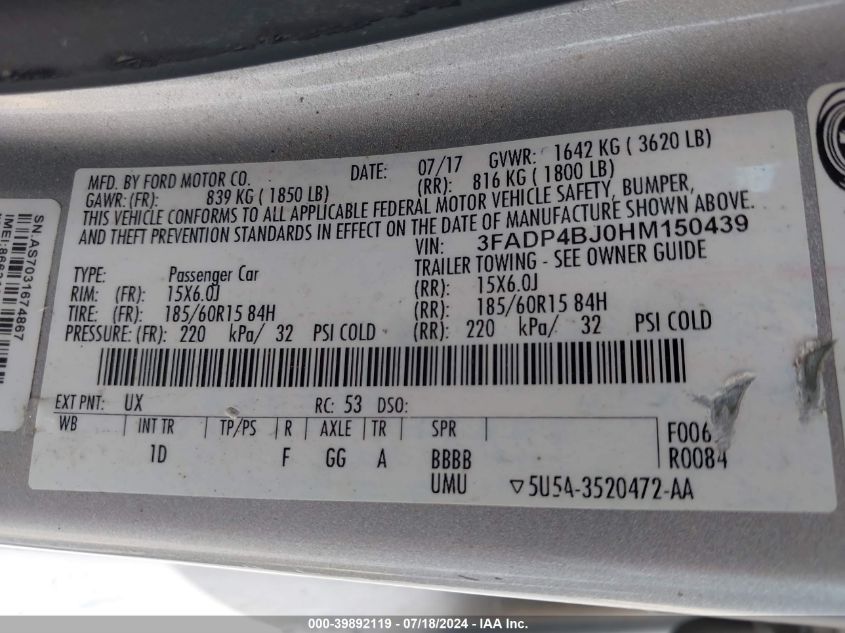 MFD. BY FORD MOTOR CO.
DATE: 07/17 GVWR: 1642 KG ( 3620 LB)
GAWR: (FR): 839 KG ( 1850 LB) (RR): 816 KG ( 1800 LB)
THIS VEHICLE CONFORMS TO ALL APPLICABLE FEDERAL MOTOR VEHICLE SAFETY, BUMPER,
AND THEFT PREVENTION STANDARDS IN EFFECT ON THE DATE OF MANUFACTURE SHOWN ABOVE.
VIN: 3FADP4BJ0HM150439
TYPE: Passenger Car TRAILER TOWING - SEE OWNER GUIDE
RIM: (FR): 15X6.0J (RR): 15X6.0J
TIRE: (FR): 185/60R15 84H (RR): 185/60R15 84H
PRESSURE: (FR): 220 kPa/ 32 PSI COLD (RR): 220 kPa/ 32 PSI COLD
EXT PNT: UX RC: 53 DSO:
WB INT TR TP/PS R AXLE TR SPR F006
1D F GG A BBBB R0084
UMU ▽5U5A-3520472-AA
SN:AS7031674867
000-39892119 - 07/18/2024 - IAA Inc.